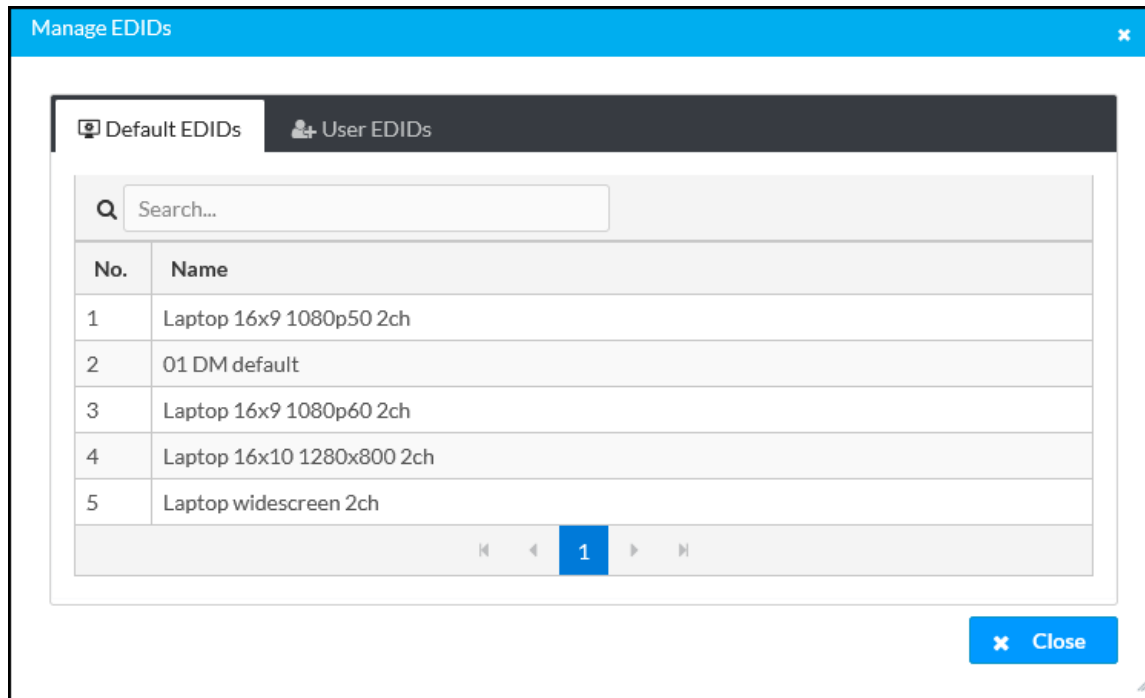 Manage EDIDs
Default EDIDs User EDIDs
Search...
No. Name
1 Laptop 16x9 1080p50 2ch
2 01 DM default
3 Laptop 16x9 1080p60 2ch
4 Laptop 16x10 1280x800 2ch
5 Laptop widescreen 2ch
1
Close